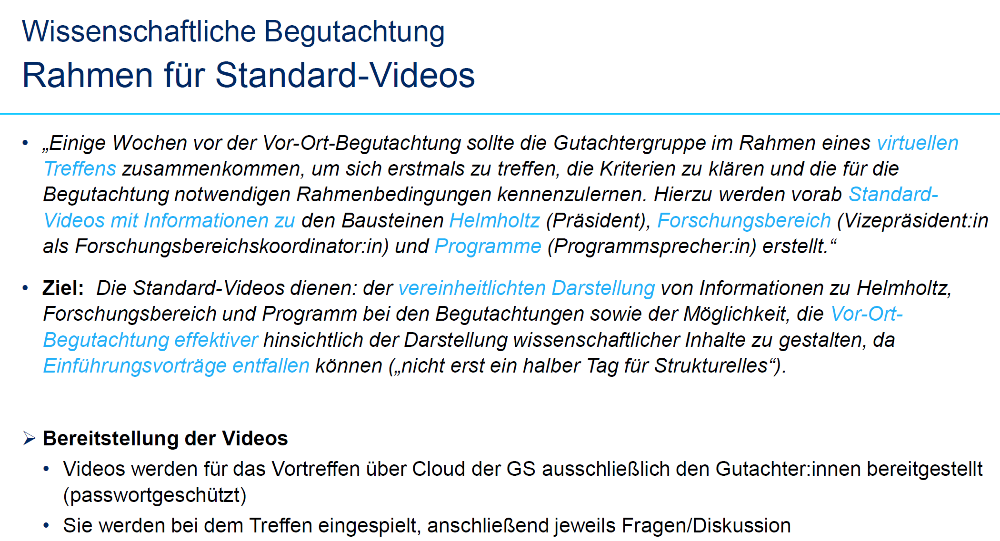 Wissenschaftliche Begutachtung
Rahmen für Standard-Videos
• „Einige Wochen vor der Vor-Ort-Begutachtung sollte die Gutachtergruppe im Rahmen eines virtuellen
Treffens zusammenkommen, um sich erstmals zu treffen, die Kriterien zu klären und die für die
Begutachtung notwendigen Rahmenbedingungen kennenzulernen. Hierzu werden vorab Standard-
Videos mit Informationen zu den Bausteinen Helmholtz (Präsident), Forschungsbereich (Vizepräsident:in
als Forschungsbereichskoordinator:in) und Programme (Programmsprecher:in) erstellt.“
• Ziel: Die Standard-Videos dienen: der vereinheitlichten Darstellung von Informationen zu Helmholtz,
Forschungsbereich und Programm bei den Begutachtungen sowie der Möglichkeit, die Vor-Ort-
Begutachtung effektiver hinsichtlich der Darstellung wissenschaftlicher Inhalte zu gestalten, da
Einführungsvorträge entfallen können („nicht erst ein halber Tag für Strukturelles“).
➢ Bereitstellung der Videos
• Videos werden für das Vortreffen über Cloud der GS ausschließlich den Gutachter:innen bereitgestellt
(passwortgeschützt)
• Sie werden bei dem Treffen eingespielt, anschließend jeweils Fragen/Diskussion